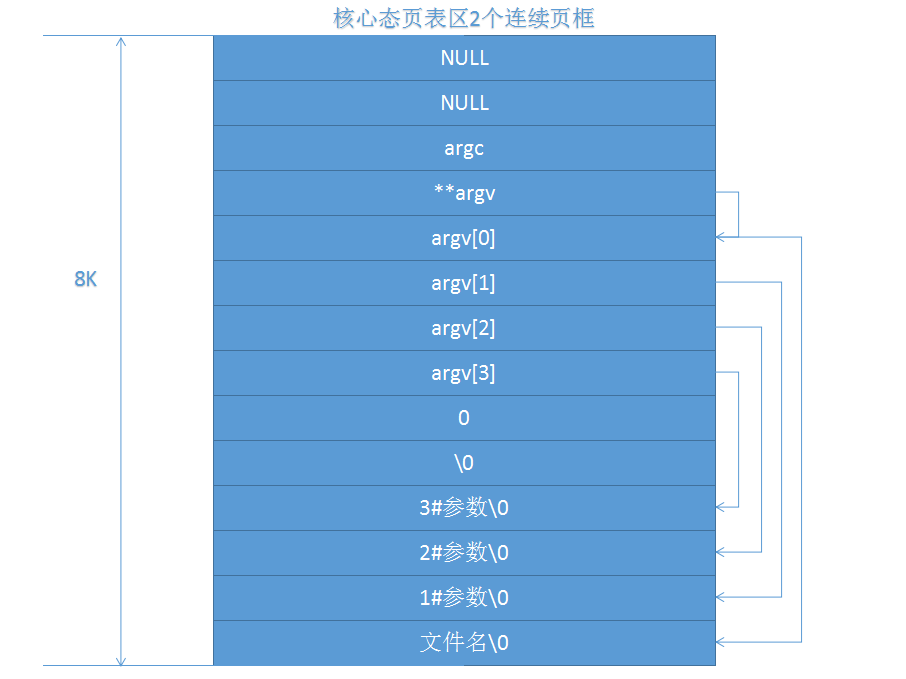 核心态页表区2个连续页框
NULL
NULL
argc
**argv
argv[0]
8K
argv[1]
argv[2]
argv[3]
0
\0
3#参数\0
2#参数\0
1#参数\0
文件名\0